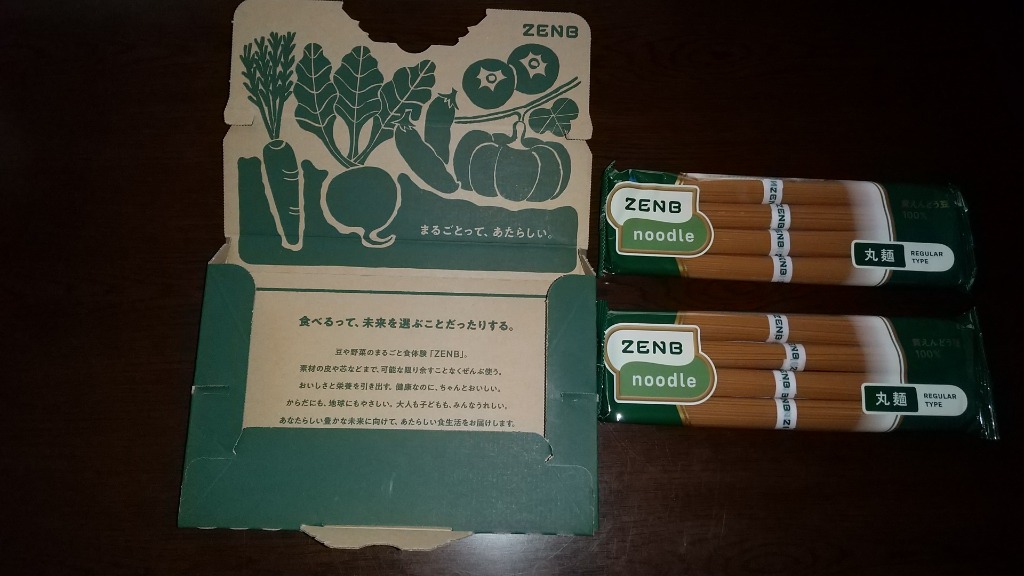 ZENB
まるごとって、あたらしい。
食べるって、未来を選ぶことだったりする。
豆や野菜のまるごと食体験「ZENB」。
素材の皮や芯などまで、可能な限り余すことなくぜんぶ使う。
おいしさと栄養を引き出す。健康なのに、ちゃんとおいしい。
からだにも、地球にもやさしい。大人も子どもも、みんなうれしい。
あなたらしい豊かな未来に向けて、あたらしい食生活をお届けします。
ZENB
noodle
ZENB
ZENB
ZENB
黄えんどう豆
100%
丸麺
REGULAR
TYPE
ZENB
noodle
ZENB
ZENB
ZENB
黄えんどう豆
100%
丸麺
REGULAR
TYPE